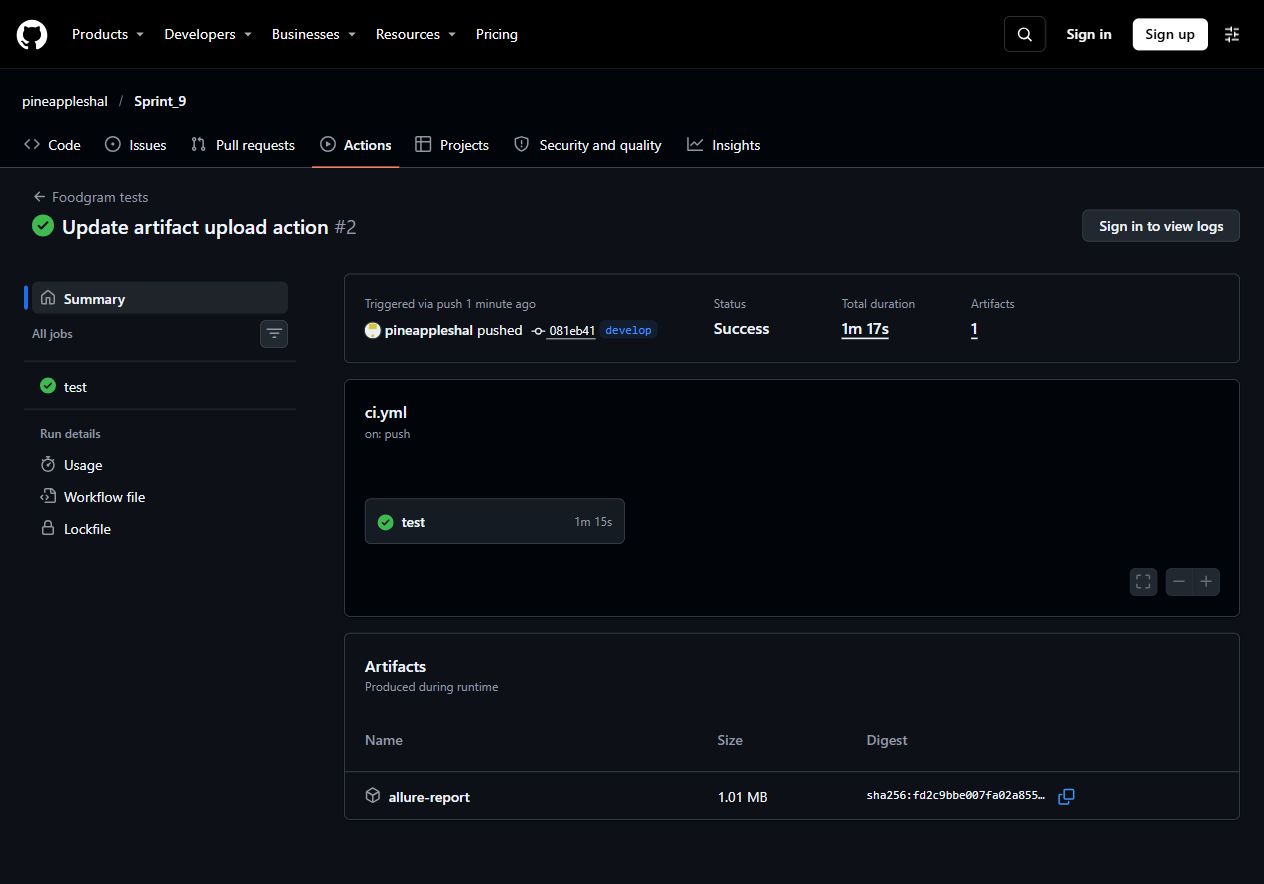 Products Developers Businesses Resources Pricing Sign in Sign up
pineappleshal / Sprint_9
Code Issues Pull requests Actions Projects Security and quality Insights
Foodgram tests
Update artifact upload action #2
Sign in to view logs
Summary
All jobs
test
Run details
Usage
Workflow file
Lockfile
Triggered via push 1 minute ago
pineappleshal pushed 081eb41 develop
Status
Success
Total duration
1m 17s
Artifacts
1
ci.yml
on: push
test 1m 15s
Artifacts
Produced during runtime
Name Size Digest
allure-report 1.01 MB sha256:fd2c9bbe007fa02a855…